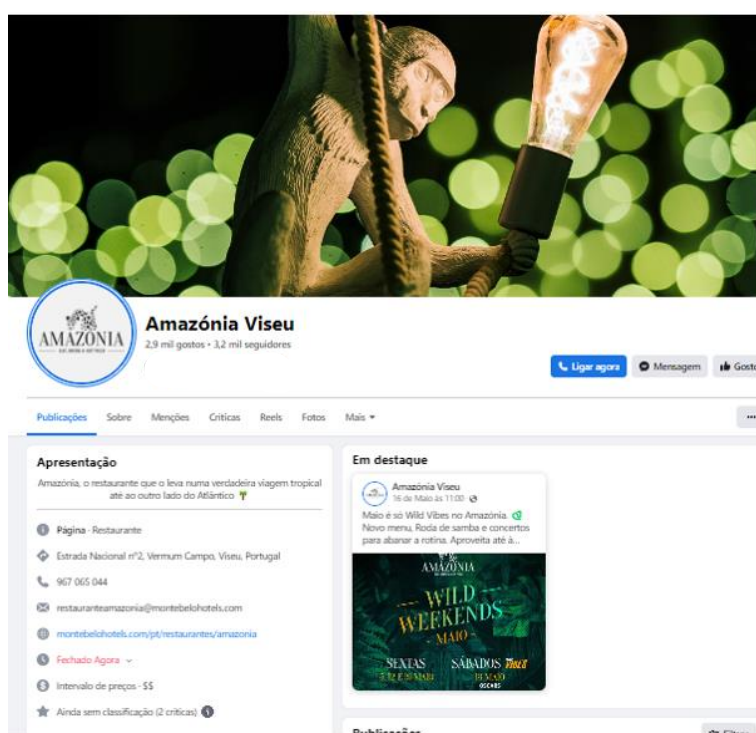 AMAZÓNIA
Amazónia Viseu
2,9 mil gostos • 3,2 mil seguidores
Ligar agora
Mensagem
Gosto
Publicações
Sobre
Menções
Críticas
Reels
Fotos
Mais
Apresentação
Amazónia, o restaurante que o leva numa verdadeira viagem tropical
até ao outro lado do Atlântico
Página · Restaurante
Estrada Nacional nº2, Vermum Campo, Viseu, Portugal
967 065 044
restauranteamazonia@montebelohotels.com
montebelohotels.com/pt/restaurantes/amazonia
Fechado Agora
Intervalo de preços · $$
Ainda sem classificação (2 críticas)
Em destaque
Amazónia Viseu
16 de Maio às 11:00
Maio é só Wild Vibes no Amazónia.
Novo menu, Roda de samba e concertos
para abanar a rotina. Aproveita até à...
AMAZÓNIA
WILD
WEEKENDS
- MAIO -
SEXTAS
SÁBADOS
OSCARS
Publicações